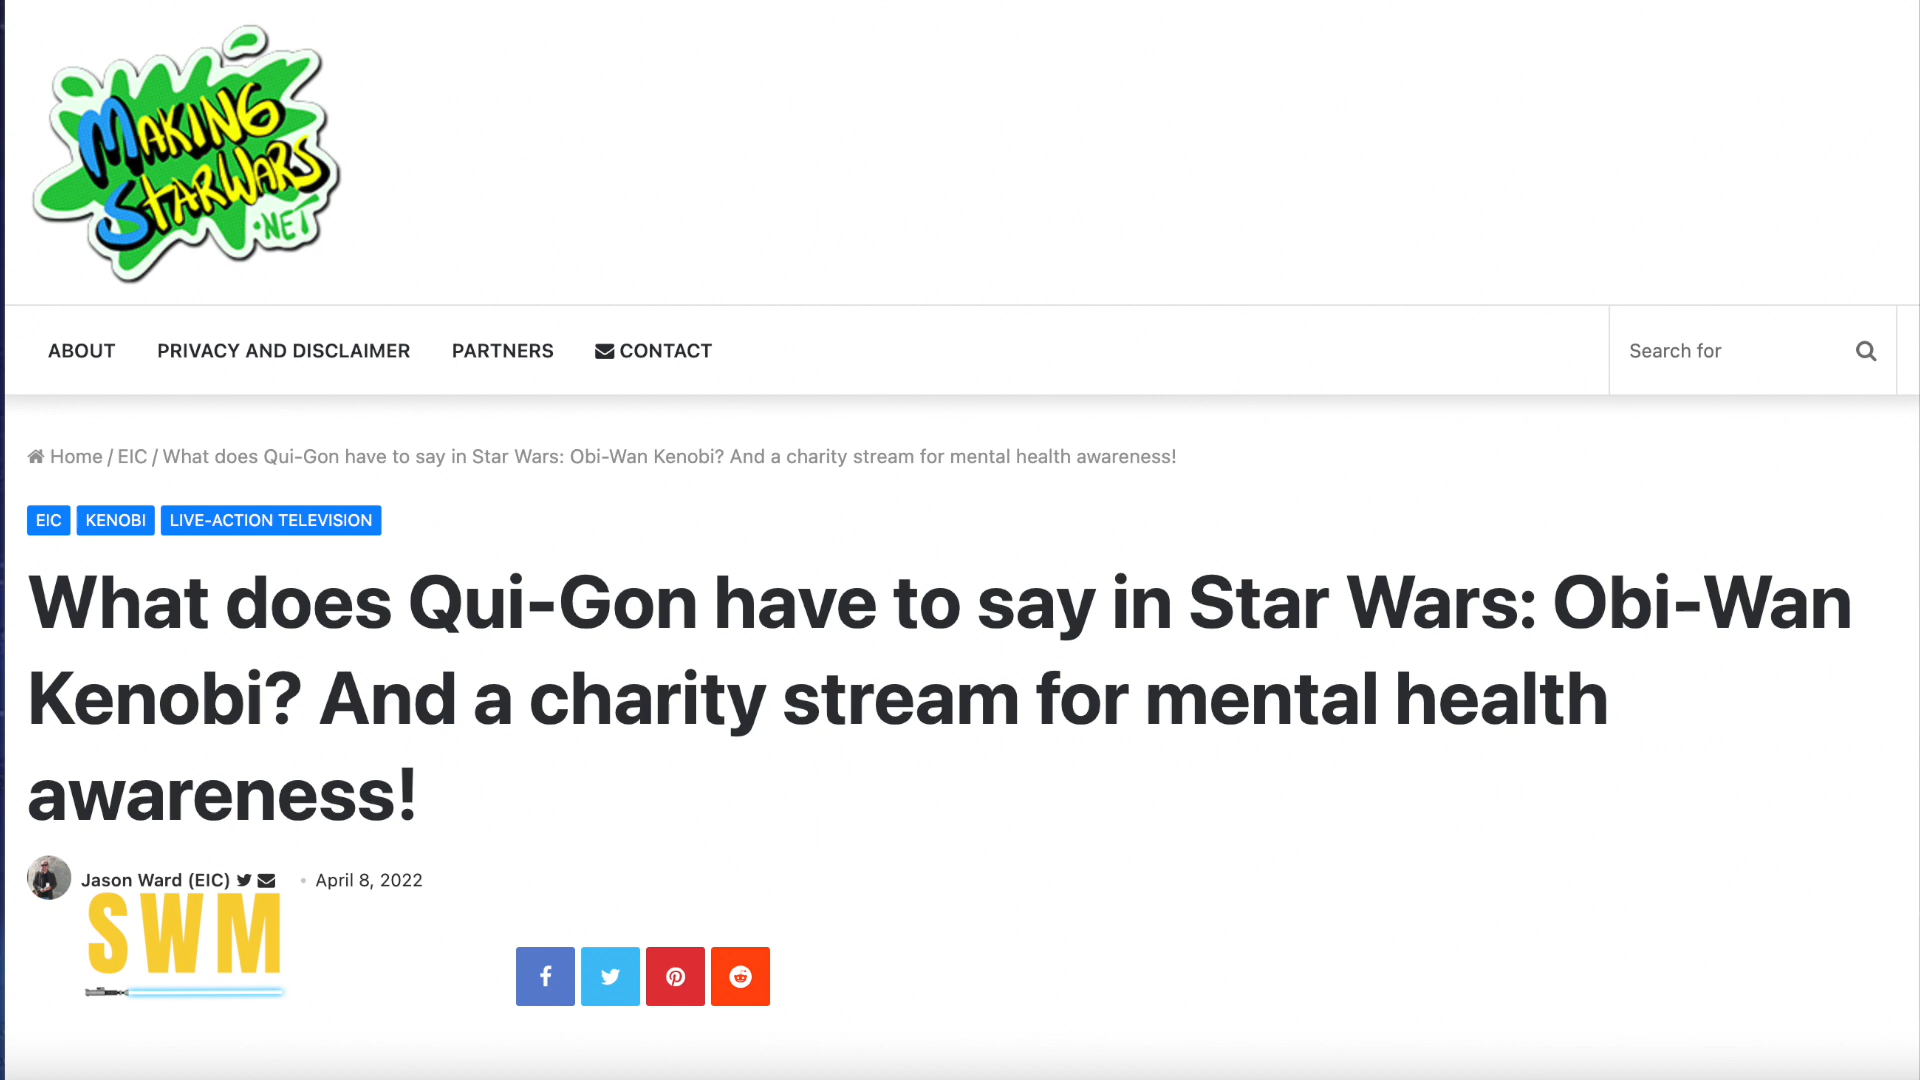 MAKING
STARWARS
.NET
ABOUT PRIVACY AND DISCLAIMER PARTNERS CONTACT Search for
Home / EIC / What does Qui-Gon have to say in Star Wars: Obi-Wan Kenobi? And a charity stream for mental health awareness!
EIC KENOBI LIVE-ACTION TELEVISION
What does Qui-Gon have to say in Star Wars: Obi-Wan
Kenobi? And a charity stream for mental health
awareness!
Jason Ward (EIC) • April 8, 2022
SWM